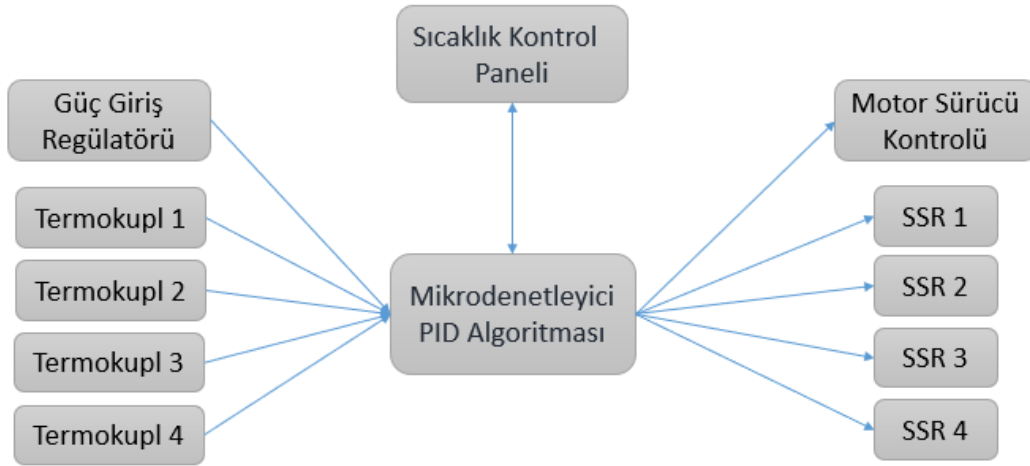 Sıcaklık Kontrol
Paneli
Güç Giriş
Regülatörü
Motor Sürücü
Kontrolü
Termokupl 1
Termokupl 2
Termokupl 3
Termokupl 4
Mikrodenetleyici
PID Algoritması
SSR 1
SSR 2
SSR 3
SSR 4